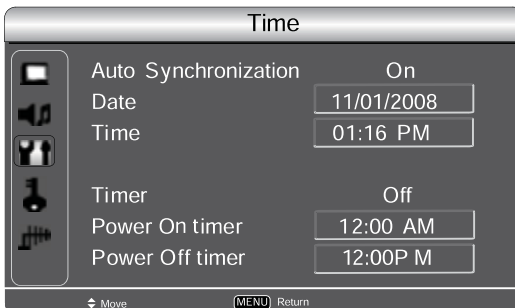 Time
Auto Synchronization On
Date 11/01/2008
Time 01:16 PM
Timer Off
Power On timer 12:00 AM
Power Off timer 12:00P M
Move MENU Return